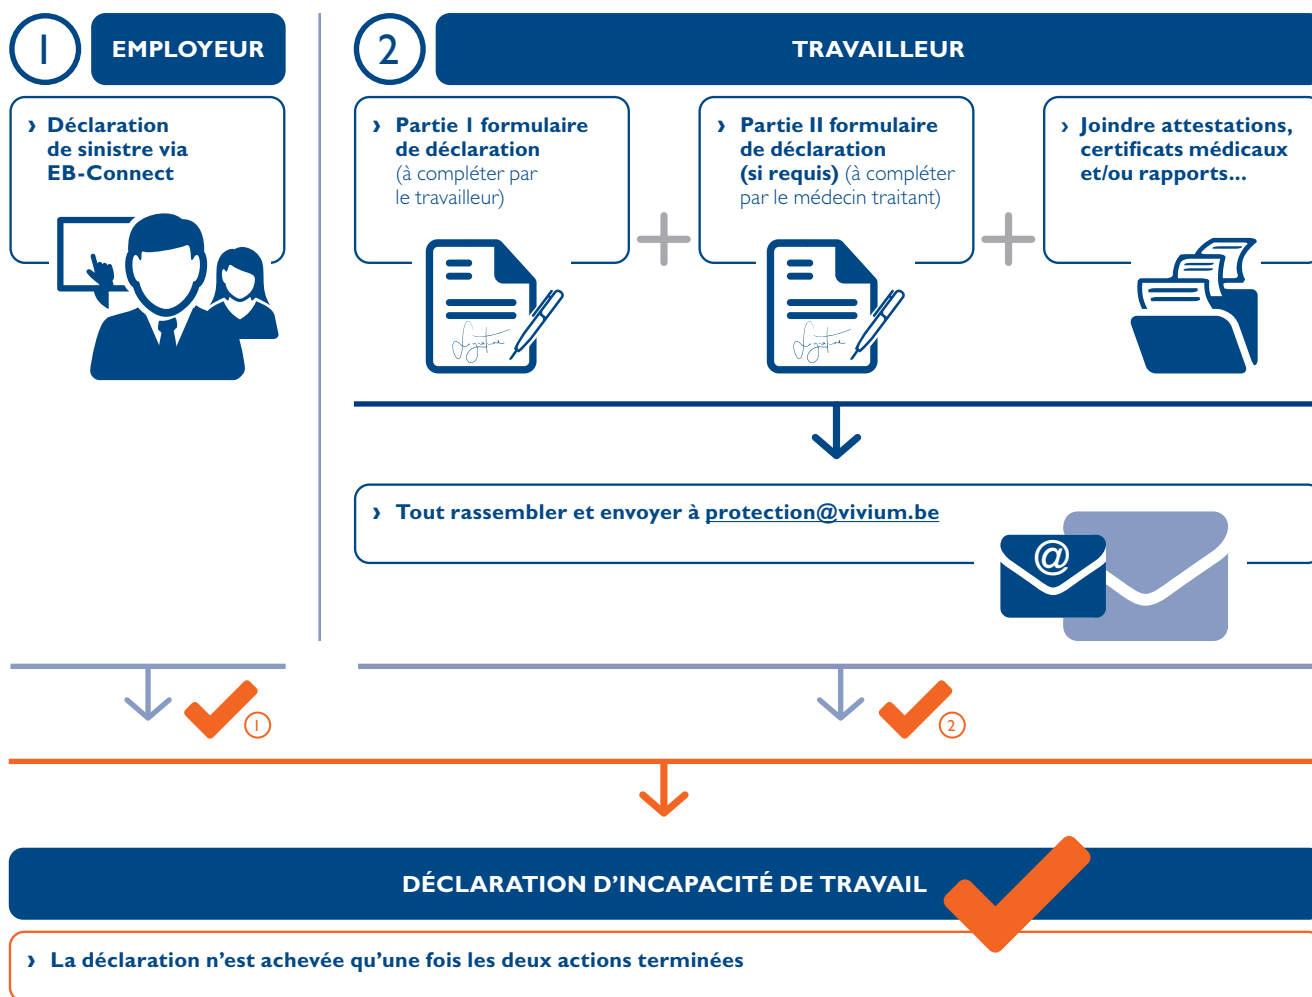 1
EMPLOYEUR
› Déclaration
de sinistre via
EB-Connect
2
TRAVAILLEUR
› Partie 1 formulaire
de déclaration
(à compléter par
le travailleur)
› Partie II formulaire
de déclaration
(si requis) (à compléter
par le médecin traitant)
› Joindre attestations,
certificats médicaux
et/ou rapports...
› Tout rassembler et envoyer à protection@vivium.be
@
1
2
DÉCLARATION D’INCAPACITÉ DE TRAVAIL
› La déclaration n’est achevée qu’une fois les deux actions terminées